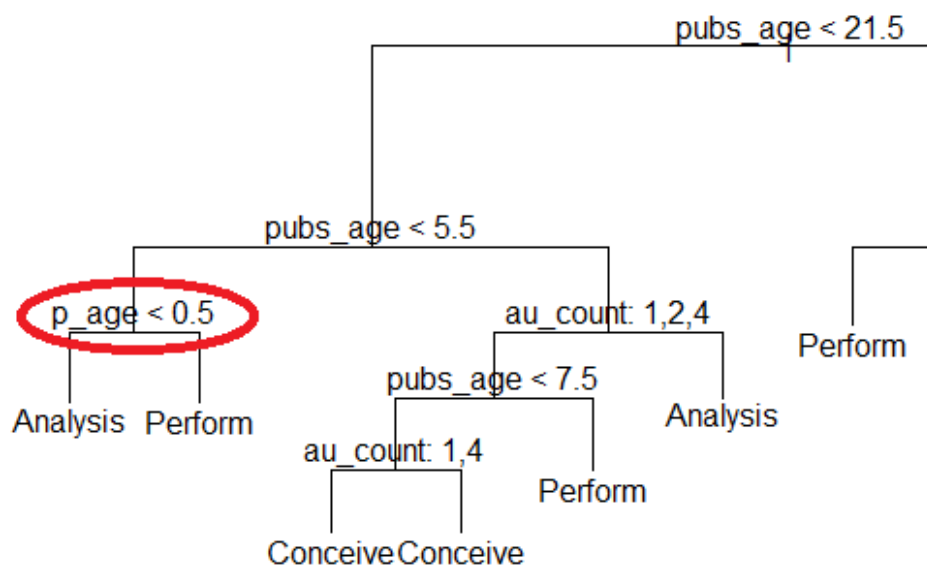 pubs_age < 21.5
pubs_age < 5.5
p_age < 0.5
au_count: 1,2,4
Perform
pubs_age < 7.5
Analysis
Perform
Analysis
au_count: 1,4
Perform
Conceive
Conceive